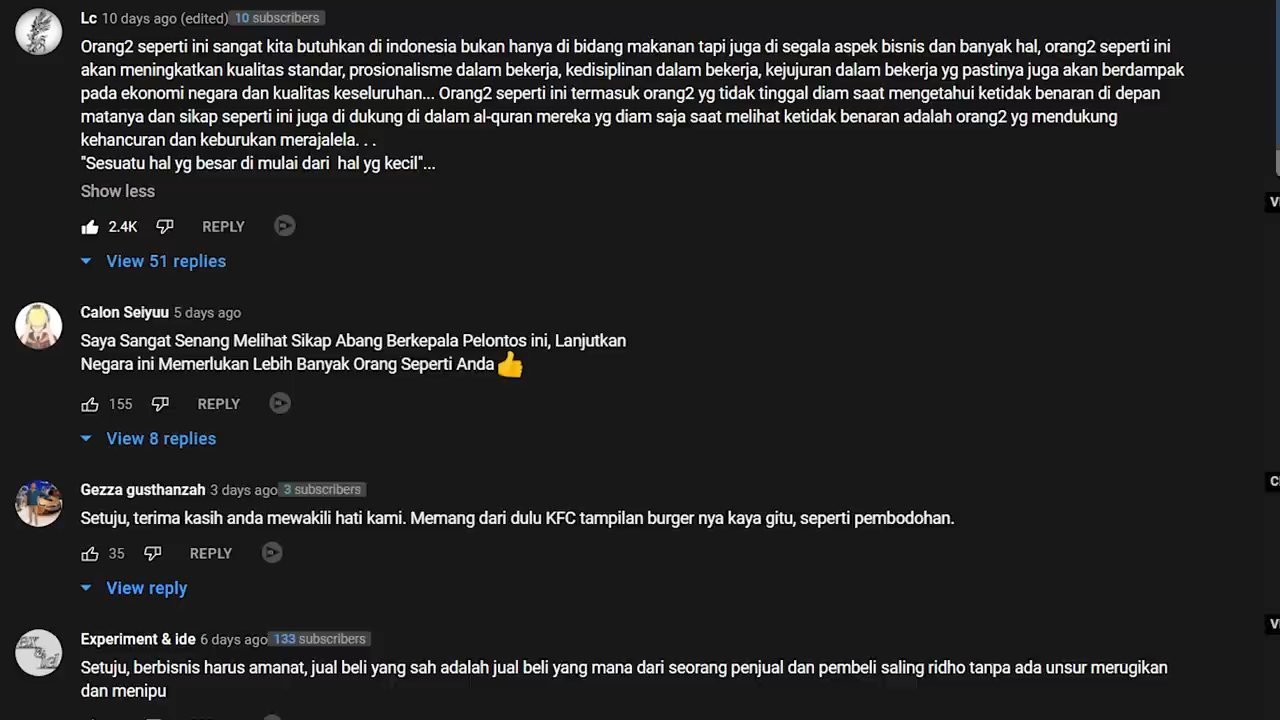 Lc 10 days ago (edited) 10 subscribers
Orang2 seperti ini sangat kita butuhkan di indonesia bukan hanya di bidang makanan tapi juga di segala aspek bisnis dan banyak hal, orang2 seperti ini
akan meningkatkan kualitas standar, prosionalisme dalam bekerja, kedisiplinan dalam bekerja, kejujuran dalam bekerja yg pastinya juga akan berdampak
pada ekonomi negara dan kualitas keseluruhan... Orang2 seperti ini termasuk orang2 yg tidak tinggal diam saat mengetahui ketidak benaran di depan
matanya dan sikap seperti ini juga di dukung di dalam al-quran mereka yg diam saja saat melihat ketidak benaran adalah orang2 yg mendukung
kehancuran dan keburukan merajalela. . .
"Sesuatu hal yg besar di mulai dari  hal yg kecil"...
Show less
2.4K REPLY
View 51 replies
Calon Seiyuu 5 days ago
Saya Sangat Senang Melihat Sikap Abang Berkepala Pelontos ini, Lanjutkan
Negara ini Memerlukan Lebih Banyak Orang Seperti Anda 👍
155 REPLY
View 8 replies
Gezza gusthanzah 3 days ago 3 subscribers
Setuju, terima kasih anda mewakili hati kami. Memang dari dulu KFC tampilan burger nya kaya gitu, seperti pembodohan.
35 REPLY
View reply
Experiment & ide 6 days ago 133 subscribers
Setuju, berbisnis harus amanat, jual beli yang sah adalah jual beli yang mana dari seorang penjual dan pembeli saling ridho tanpa ada unsur merugikan
dan menipu